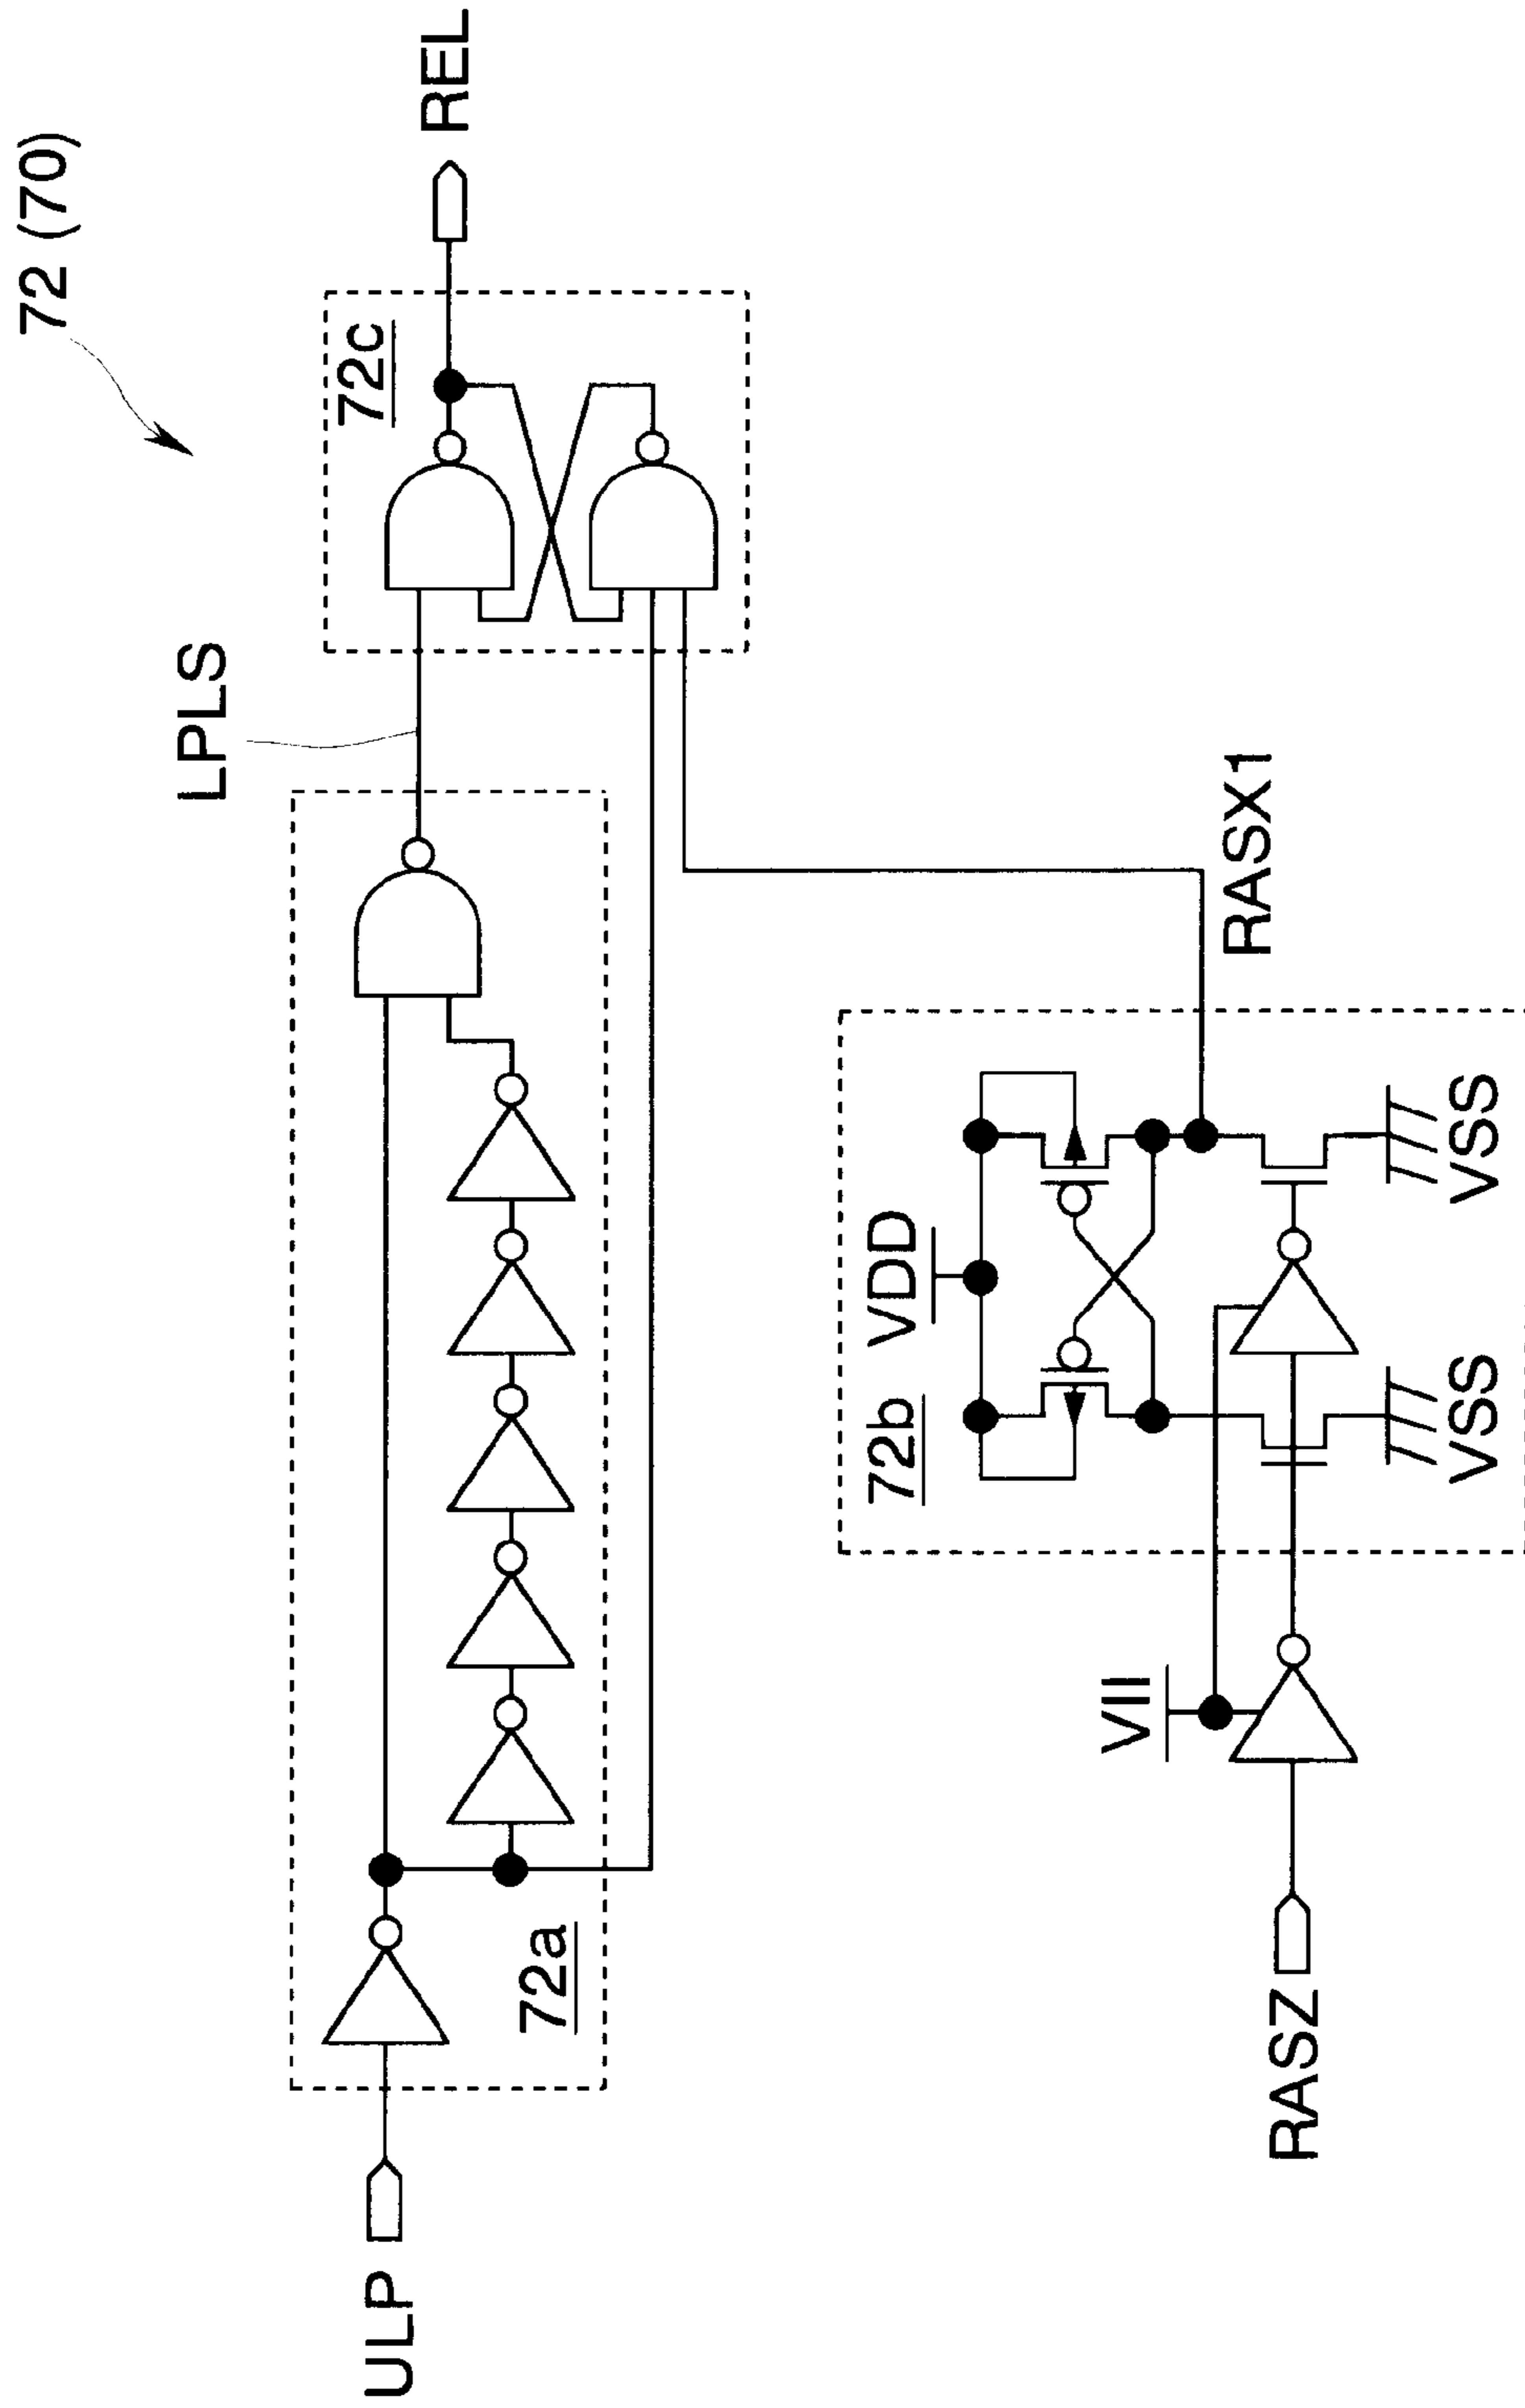 72 (70)
ULP
72a
LPLS
72c
REL
RASZ
VII
72b
VDD
VSS
VSS
RASX1